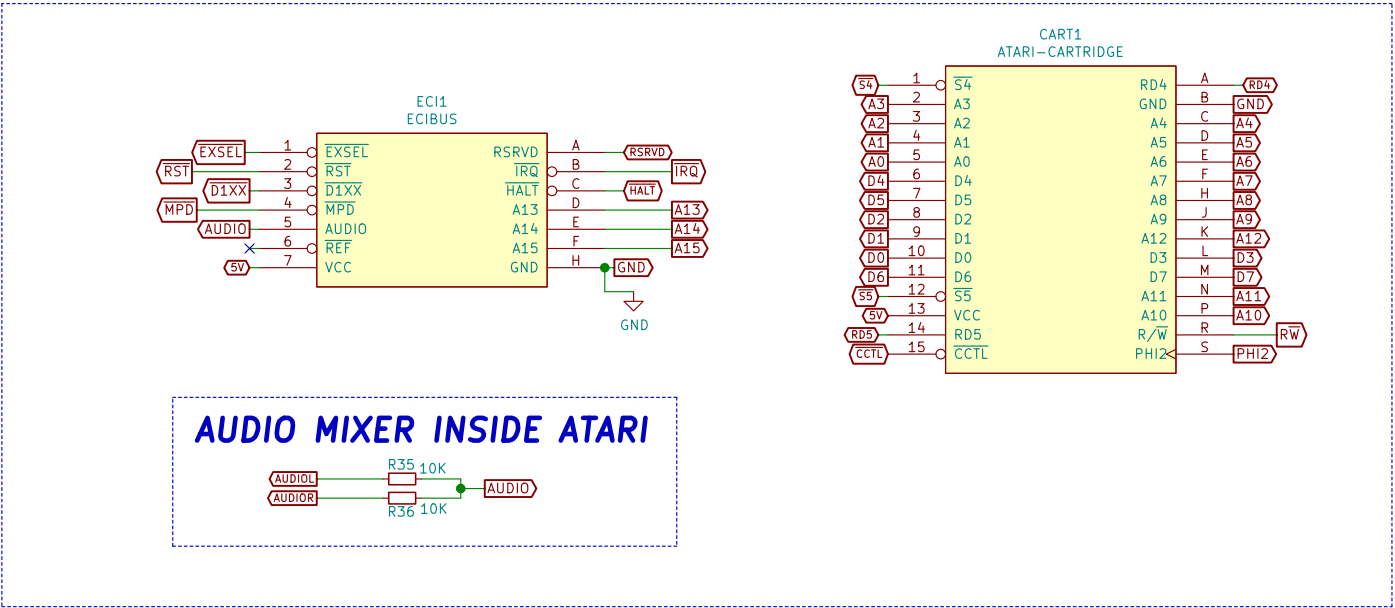 ECI1
ECIBUS
EXSEL 1 EXSEL RSRVD A RSRVD
RST 2 RST IRQ B IRQ
D1XX 3 D1XX HALT C HALT
MPD 4 MPD A13 D A13
AUDIO 5 AUDIO A14 E A14
6 REF A15 F A15
5V 7 VCC GND H GND
GND
CART1
ATARI-CARTRIDGE
S4 1 S4 RD4 A RD4
A3 2 A3 GND B GND
A2 3 A2 A4 C A4
A1 4 A1 A5 D A5
A0 5 A0 A6 E A6
D4 6 D4 A7 F A7
D5 7 D5 A8 H A8
D2 8 D2 A9 J A9
D1 9 D1 A12 K A12
D0 10 D0 D3 L D3
D6 11 D6 D7 M D7
S5 12 S5 A11 N A11
5V 13 VCC A10 P A10
RD5 14 RD5 R/W R RW
CCTL 15 CCTL PHI2 S PHI2
AUDIO MIXER INSIDE ATARI
R35 10K
AUDIOL
AUDIO
AUDIOR
R36 10K